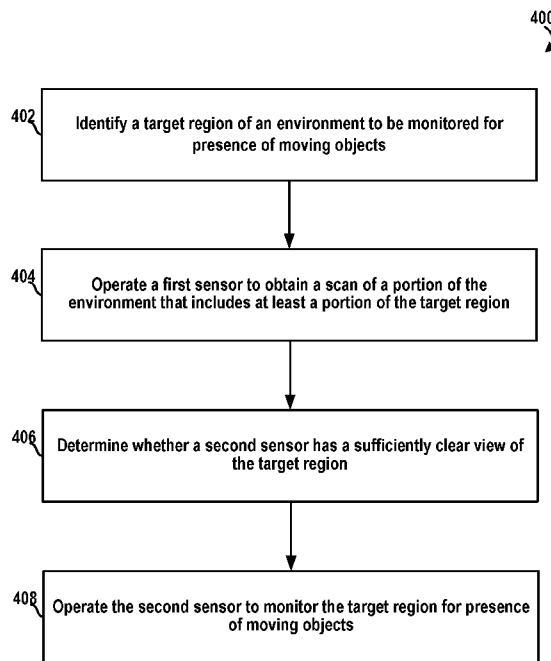 400
402
Identify a target region of an environment to be monitored for
presence of moving objects
404
Operate a first sensor to obtain a scan of a portion of the
environment that includes at least a portion of the target region
406
Determine whether a second sensor has a sufficiently clear view of
the target region
408
Operate the second sensor to monitor the target region for presence
of moving objects